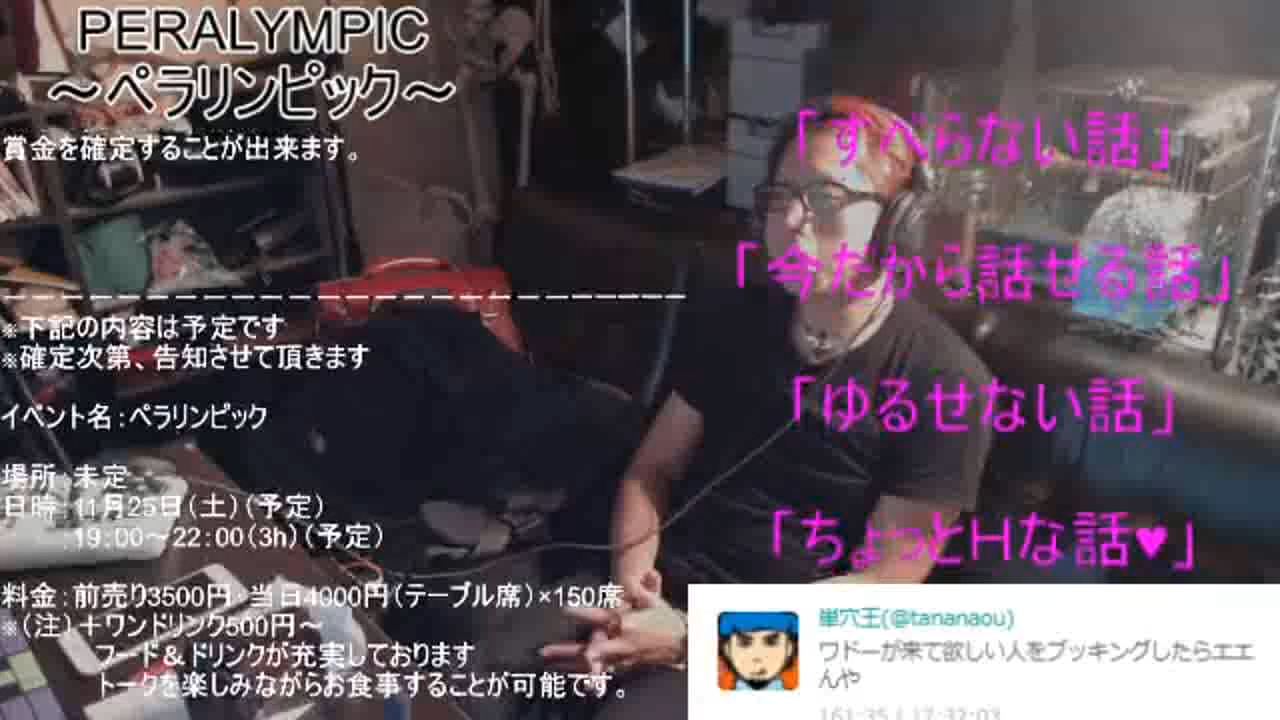 PERALYMPIC
～ペラリンピック～
賞金を確定することが出来ます。
※下記の内容は予定です
※確定次第、告知させて頂きます
イベント名：ペラリンピック
場所：未定
日時：11月25日(土)(予定)
：19:00～22:00(3h)(予定)
料金：前売り3500円・当日4000円(テーブル席)×150席
※(注)＋ワンドリンク500円～
フード＆ドリンクが充実しております
トークを楽しみながらお食事することが可能です。
「すべらない話」
「今だから話せる話」
「ゆるせない話」
「ちょっとHな話♥」
単穴王(@tananaou)
ワドーが来て欲しい人をブッキングしたらエエ
んや
161:35 | 17:32:03